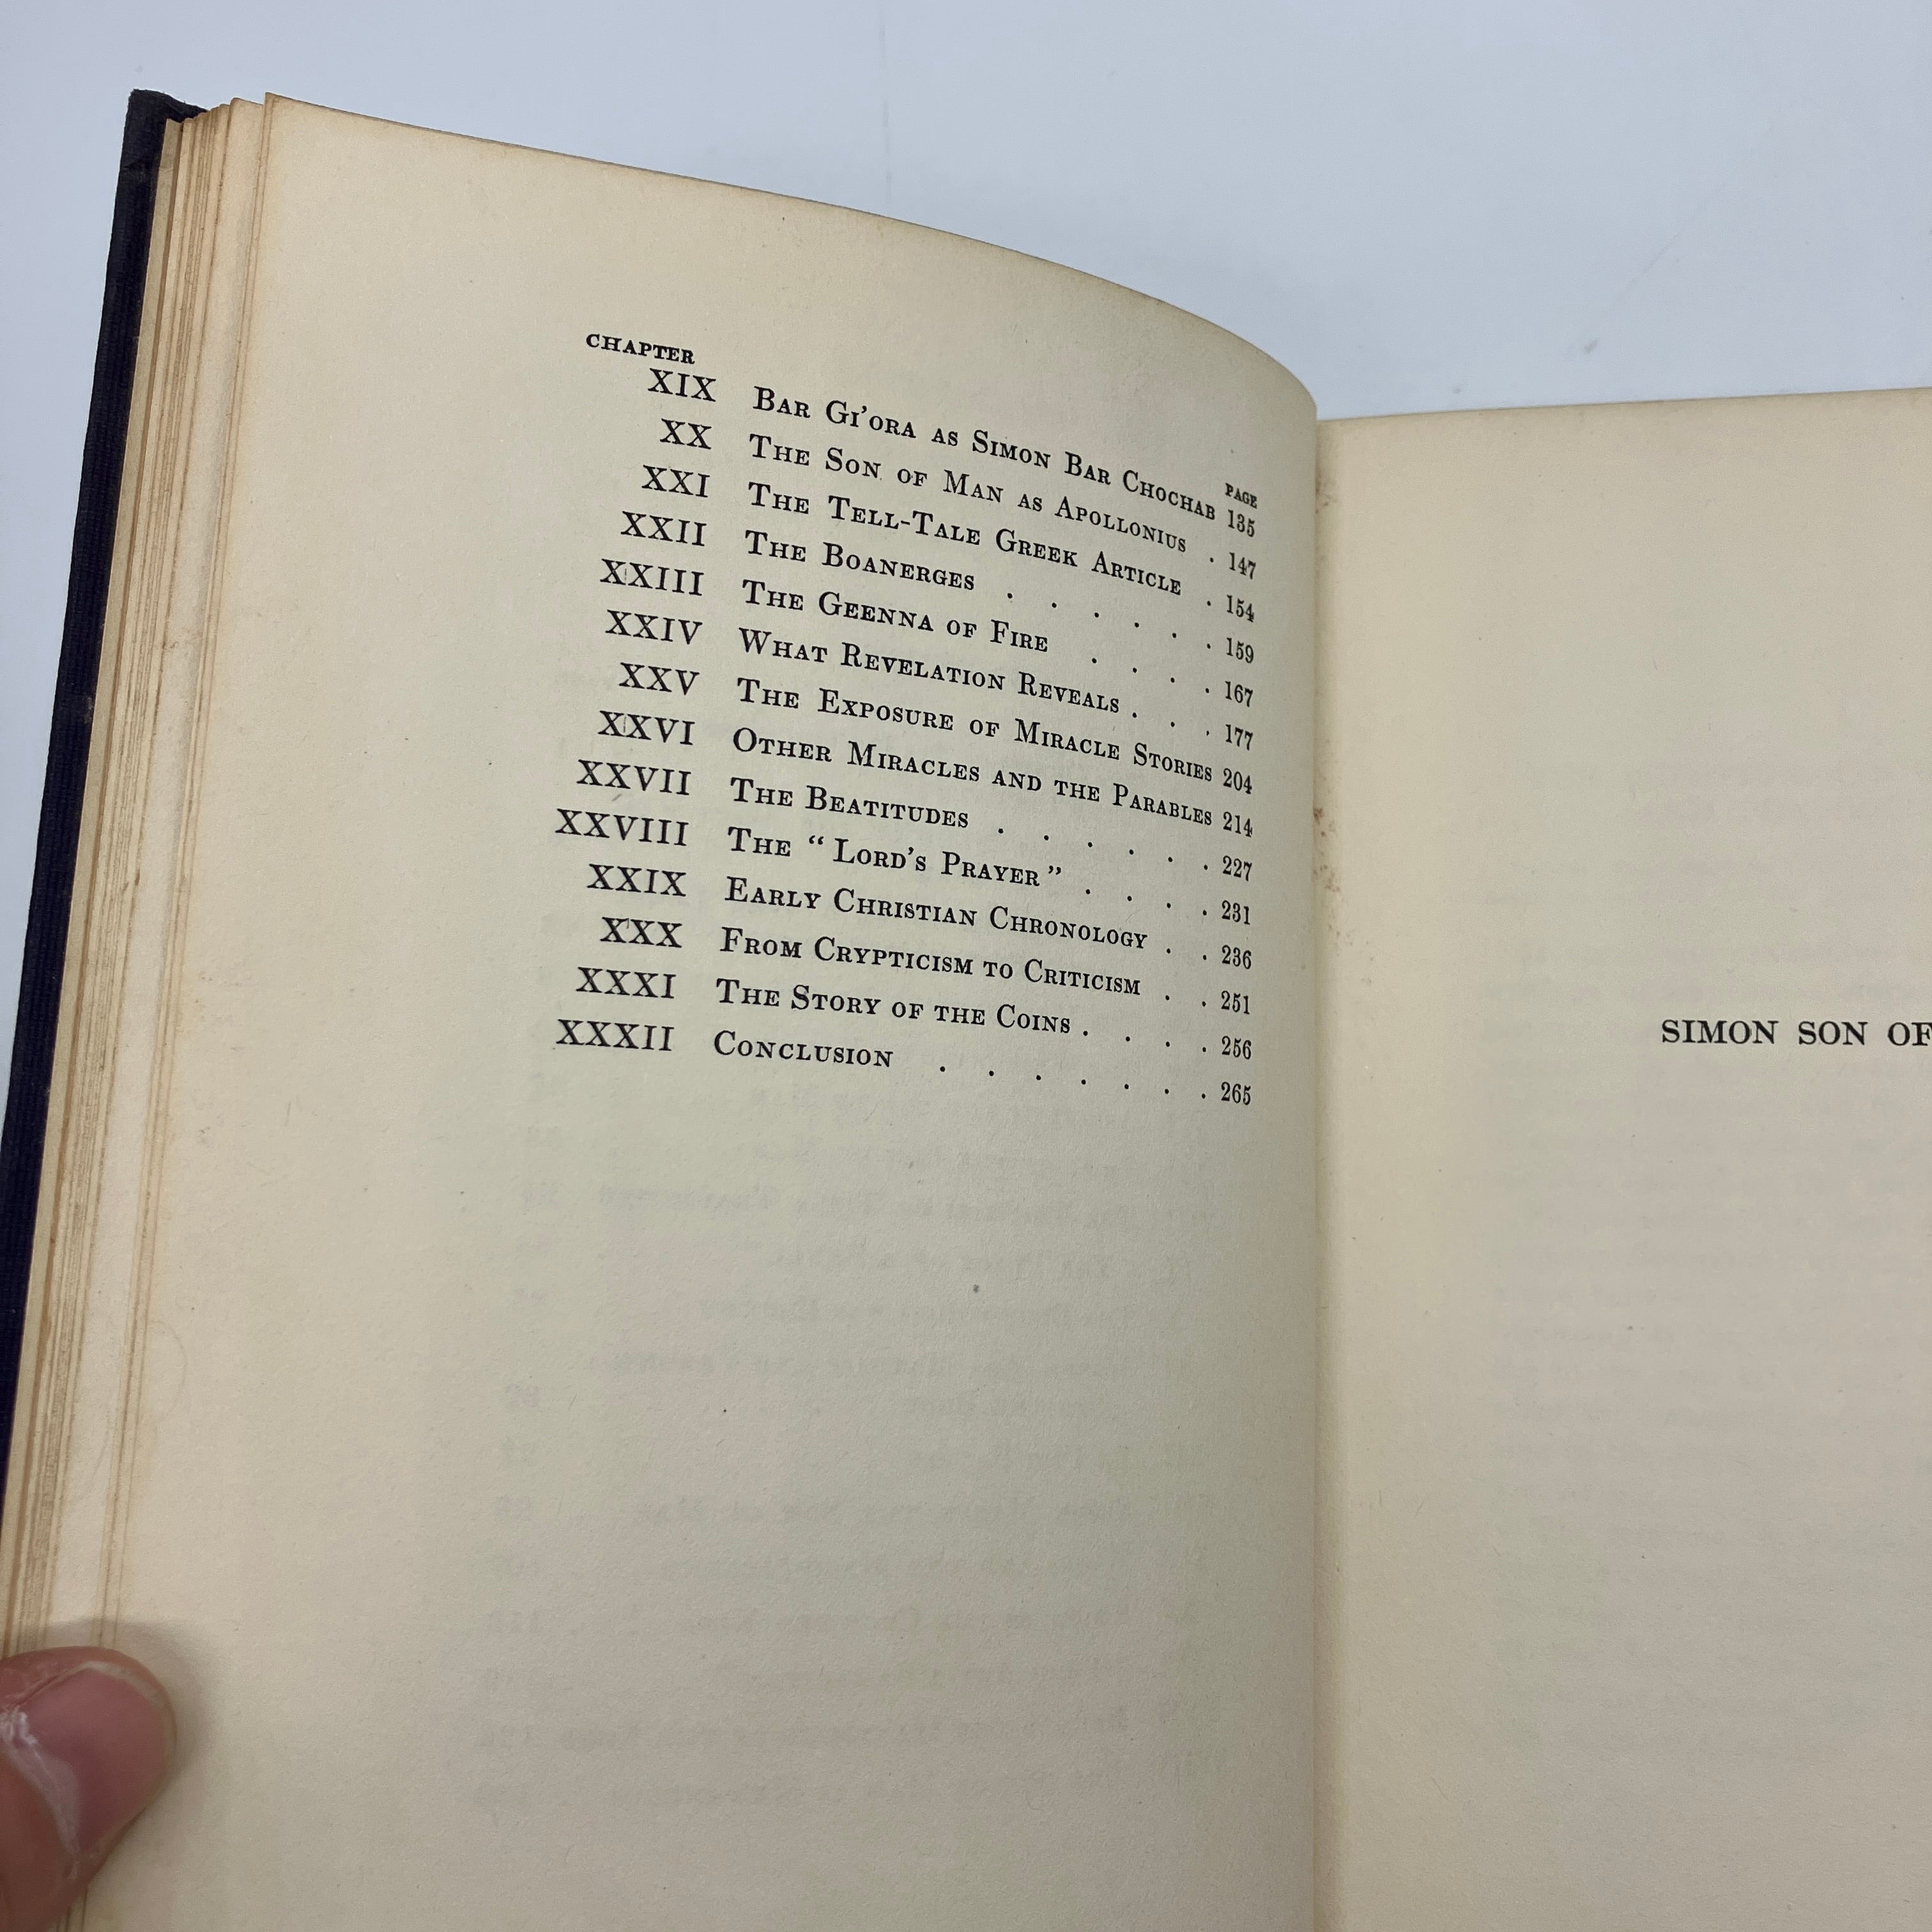 CHAPTER
PAGE
XIX BAR GI'ORA AS SIMON BAR CHOCHAB 135
XX THE SON OF MAN AS APOLLONIUS . 147
XXI THE TELL-TALE GREEK ARTICLE . 154
XXII THE BOANERGES . . . . . . 159
XXIII THE GEENNA OF FIRE . . . . 167
XXIV WHAT REVELATION REVEALS . . . 177
XXV THE EXPOSURE OF MIRACLE STORIES 204
XXVI OTHER MIRACLES AND THE PARABLES 214
XXVII THE BEATITUDES . . . . . . 227
XXVIII THE "LORD'S PRAYER" . . . . 231
XXIX EARLY CHRISTIAN CHRONOLOGY . . 236
XXX FROM CRYPTICISM TO CRITICISM . . 251
XXXI THE STORY OF THE COINS . . . . 256
XXXII CONCLUSION . . . . . . . 265
SIMON SON OF